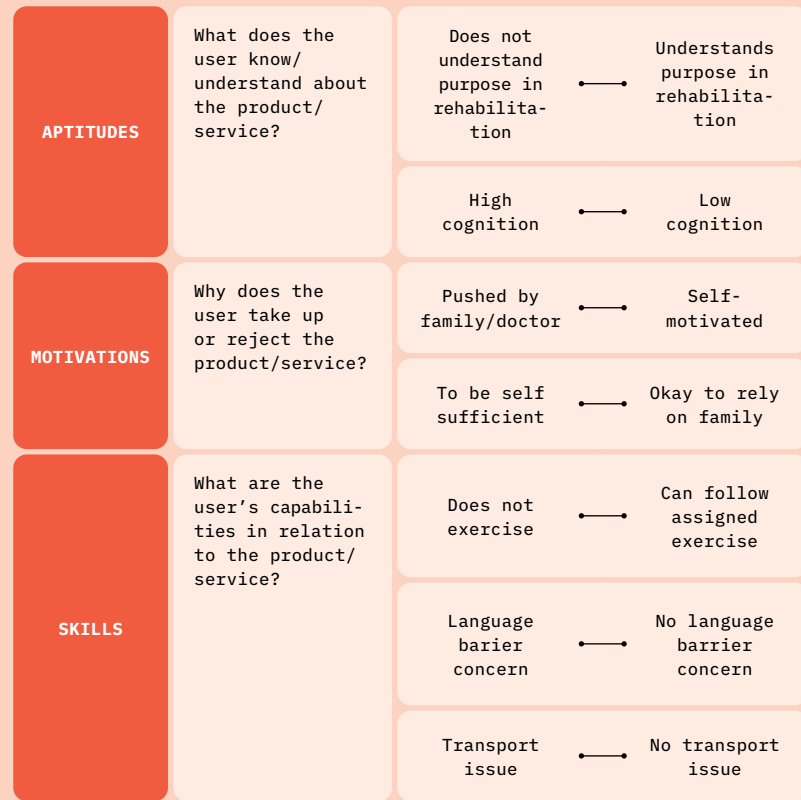 APTITUDES
What does the
user know/
understand about
the product/
service?
Does not
understand
purpose in
rehabilita-
tion
Understands
purpose in
rehabilita-
tion
High
cognition
Low
cognition
MOTIVATIONS
Why does the
user take up
or reject the
product/service?
Pushed by
family/doctor
Self-
motivated
To be self
sufficient
Okay to rely
on family
SKILLS
What are the
user’s capabili-
ties in relation
to the product/
service?
Does not
exercise
Can follow
assigned
exercise
Language
barier
concern
No language
barrier
concern
Transport
issue
No transport
issue